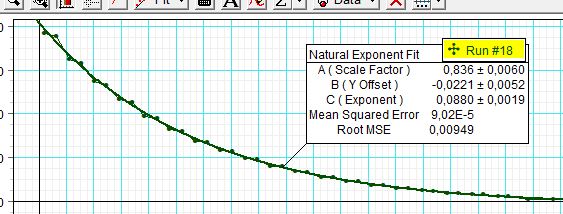 Fit
Data
Run #18
Natural Exponent Fit
A ( Scale Factor ) 0,836 ± 0,0060
B ( Y Offset ) -0,0221 ± 0,0052
C ( Exponent ) 0,0880 ± 0,0019
Mean Squared Error 9,02E-5
Root MSE 0,00949